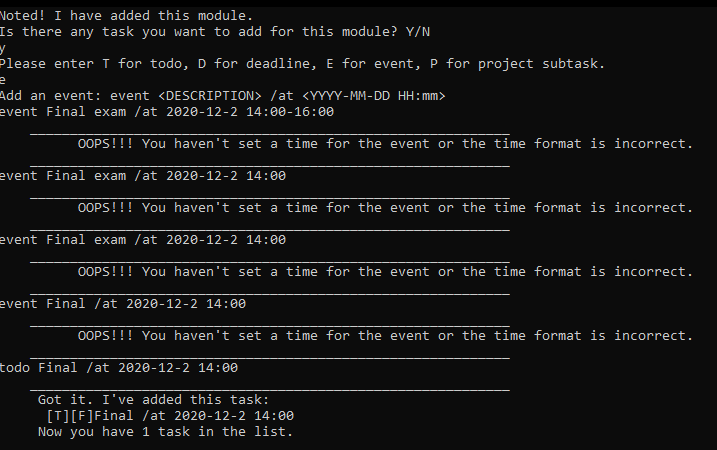 Noted! I have added this module.
Is there any task you want to add for this module? Y/N
y
Please enter T for todo, D for deadline, E for event, P for project subtask.
e
Add an event: event <DESCRIPTION> /at <YYYY-MM-DD HH:mm>
event Final exam /at 2020-12-2 14:00-16:00
____________________________________________________________
OOPS!!! You haven't set a time for the event or the time format is incorrect.
____________________________________________________________
event Final exam /at 2020-12-2 14:00
____________________________________________________________
OOPS!!! You haven't set a time for the event or the time format is incorrect.
____________________________________________________________
event Final exam /at 2020-12-2 14:00
____________________________________________________________
OOPS!!! You haven't set a time for the event or the time format is incorrect.
____________________________________________________________
event Final /at 2020-12-2 14:00
____________________________________________________________
OOPS!!! You haven't set a time for the event or the time format is incorrect.
____________________________________________________________
todo Final /at 2020-12-2 14:00
____________________________________________________________
Got it. I've added this task:
[T][F]Final /at 2020-12-2 14:00
Now you have 1 task in the list.